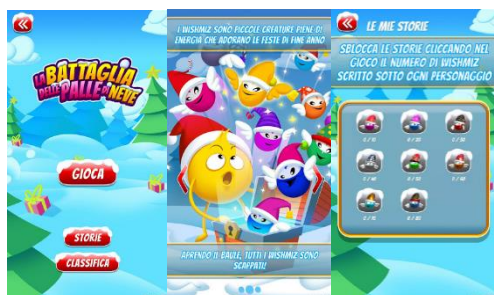 LA BATTAGLIA
DELLE PALLE DI NEVE
GIOCA
STORIE
CLASSIFICA
I WISHMIZ SONO PICCOLE CREATURE PIENE DI
ENERGIA CHE ADORANO LE FESTE DI FINE ANNO
APRENDO IL BAULE, TUTTI I WISHMIZ SONO
SCAPPATI!
LE MIE STORIE
SBLOCCA LE STORIE CLICCANDO NEL
GIOCO IL NUMERO DI WISHMIZ
SCRITTO SOTTO OGNI PERSONAGGIO